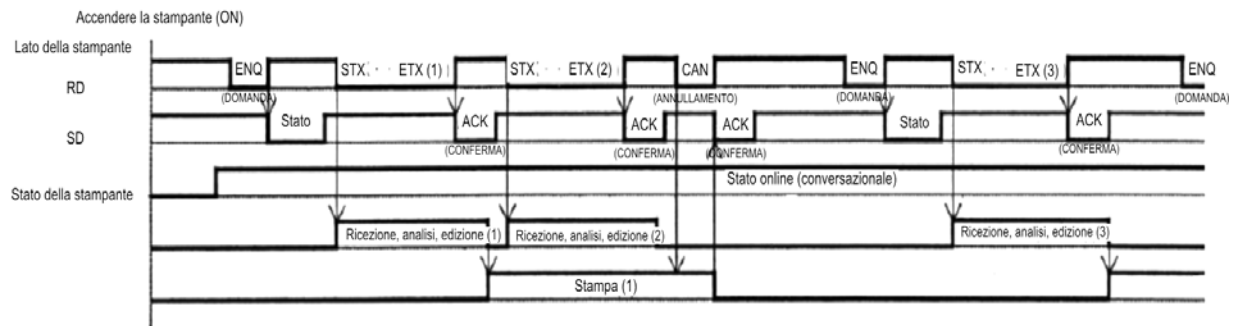 Accendere la stampante (ON)
Lato della stampante
RD
ENQ STX ETX (1) STX ETX (2) CAN ENQ STX ETX (3) ENQ
(DOMANDA) (ANNULLAMENTO) (DOMANDA) (DOMANDA)
SD
Stato ACK ACK ACK Stato ACK
(CONFERMA) (CONFERMA) (CONFERMA) (CONFERMA)
Stato della stampante
Stato online (conversazionale)
Ricezione, analisi, edizione (1) Ricezione, analisi, edizione (2) Ricezione, analisi, edizione (3)
Stampa (1)